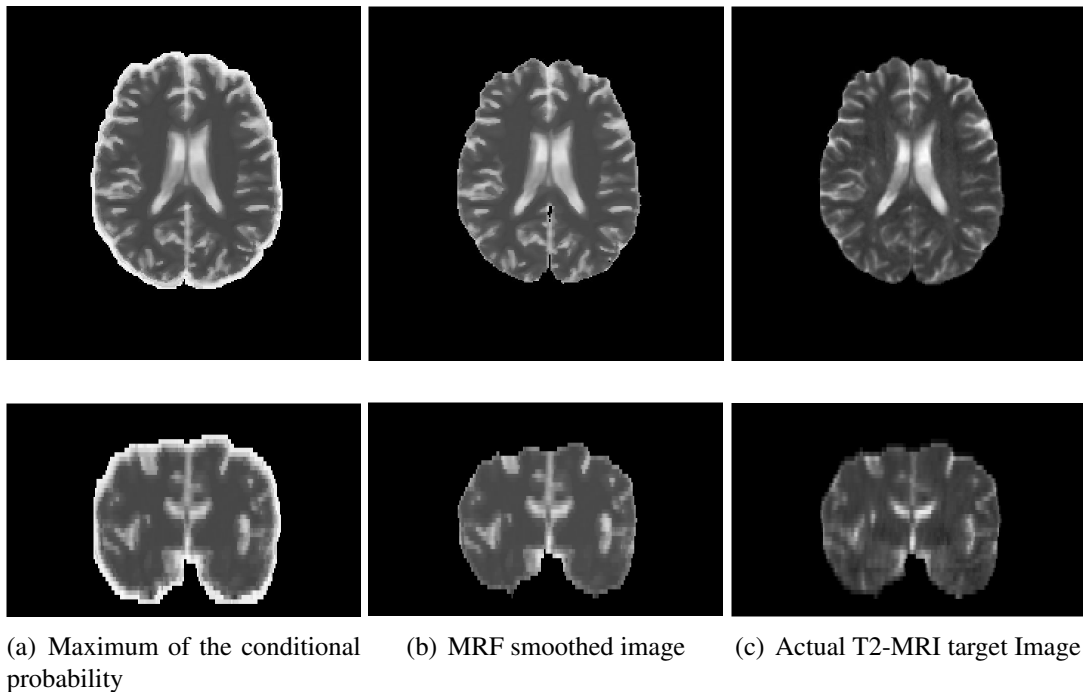 (a) Maximum of the conditional
probability
(b) MRF smoothed image
(c) Actual T2-MRI target Image